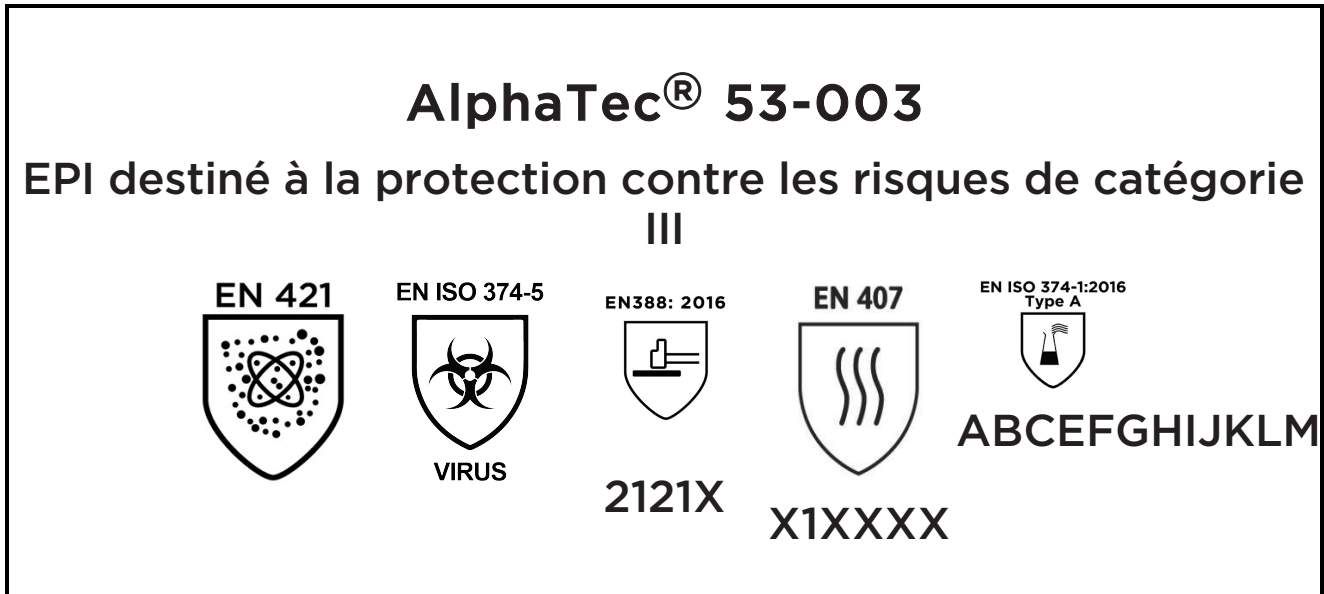 AlphaTec® 53-003
EPI destiné à la protection contre les risques de catégorie
III
EN 421
EN ISO 374-5
VIRUS
EN388: 2016
2121X
EN 407
X1XXXX
EN ISO 374-1:2016
Type A
ABCEFGHIJKLM